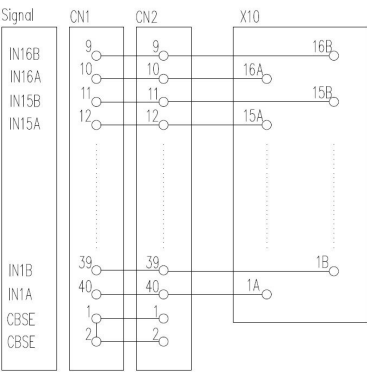 Signal CN1 CN2 X10
IN16B 9 9 16B
IN16A 10 10 16A
IN15B 11 11 15B
IN15A 12 12 15A
IN1B 39 39 1B
IN1A 40 40 1A
CBSE 1 1
CBSE 2 2